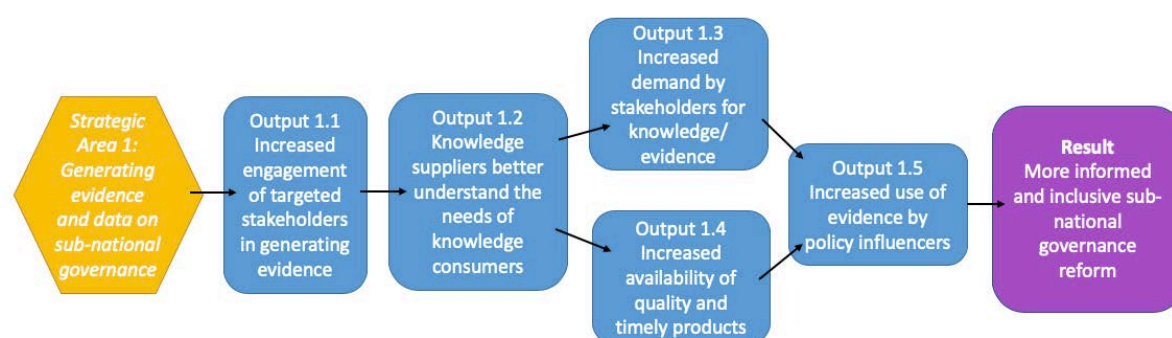 Strategic
Area 1:
Generating
evidence
and data on
sub-national
governance
Output 1.1
Increased
engagement
of targeted
stakeholders
in generating
evidence
Output 1.2
Knowledge
suppliers better
understand the
needs of
knowledge
consumers
Output 1.3
Increased
demand by
stakeholders for
knowledge/
evidence
Output 1.4
Increased
availability of
quality and
timely products
Output 1.5
Increased use of
evidence by
policy influencers
Result
More informed
and inclusive sub-
national
governance
reform